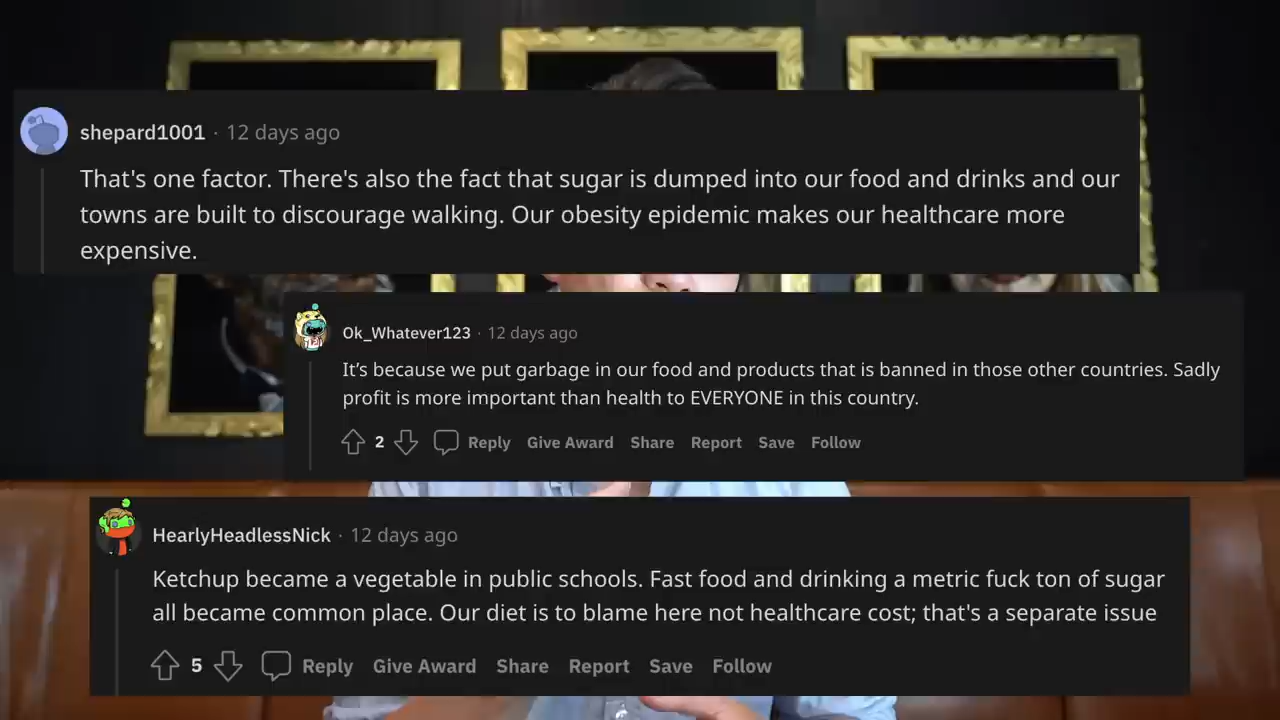 shepard1001 · 12 days ago
That's one factor. There's also the fact that sugar is dumped into our food and drinks and our
towns are built to discourage walking. Our obesity epidemic makes our healthcare more
expensive.
Ok_Whatever123 · 12 days ago
It’s because we put garbage in our food and products that is banned in those other countries. Sadly
profit is more important than health to EVERYONE in this country.
2 Reply Give Award Share Report Save Follow
HearlyHeadlessNick · 12 days ago
Ketchup became a vegetable in public schools. Fast food and drinking a metric fuck ton of sugar
all became common place. Our diet is to blame here not healthcare cost; that's a separate issue
5 Reply Give Award Share Report Save Follow